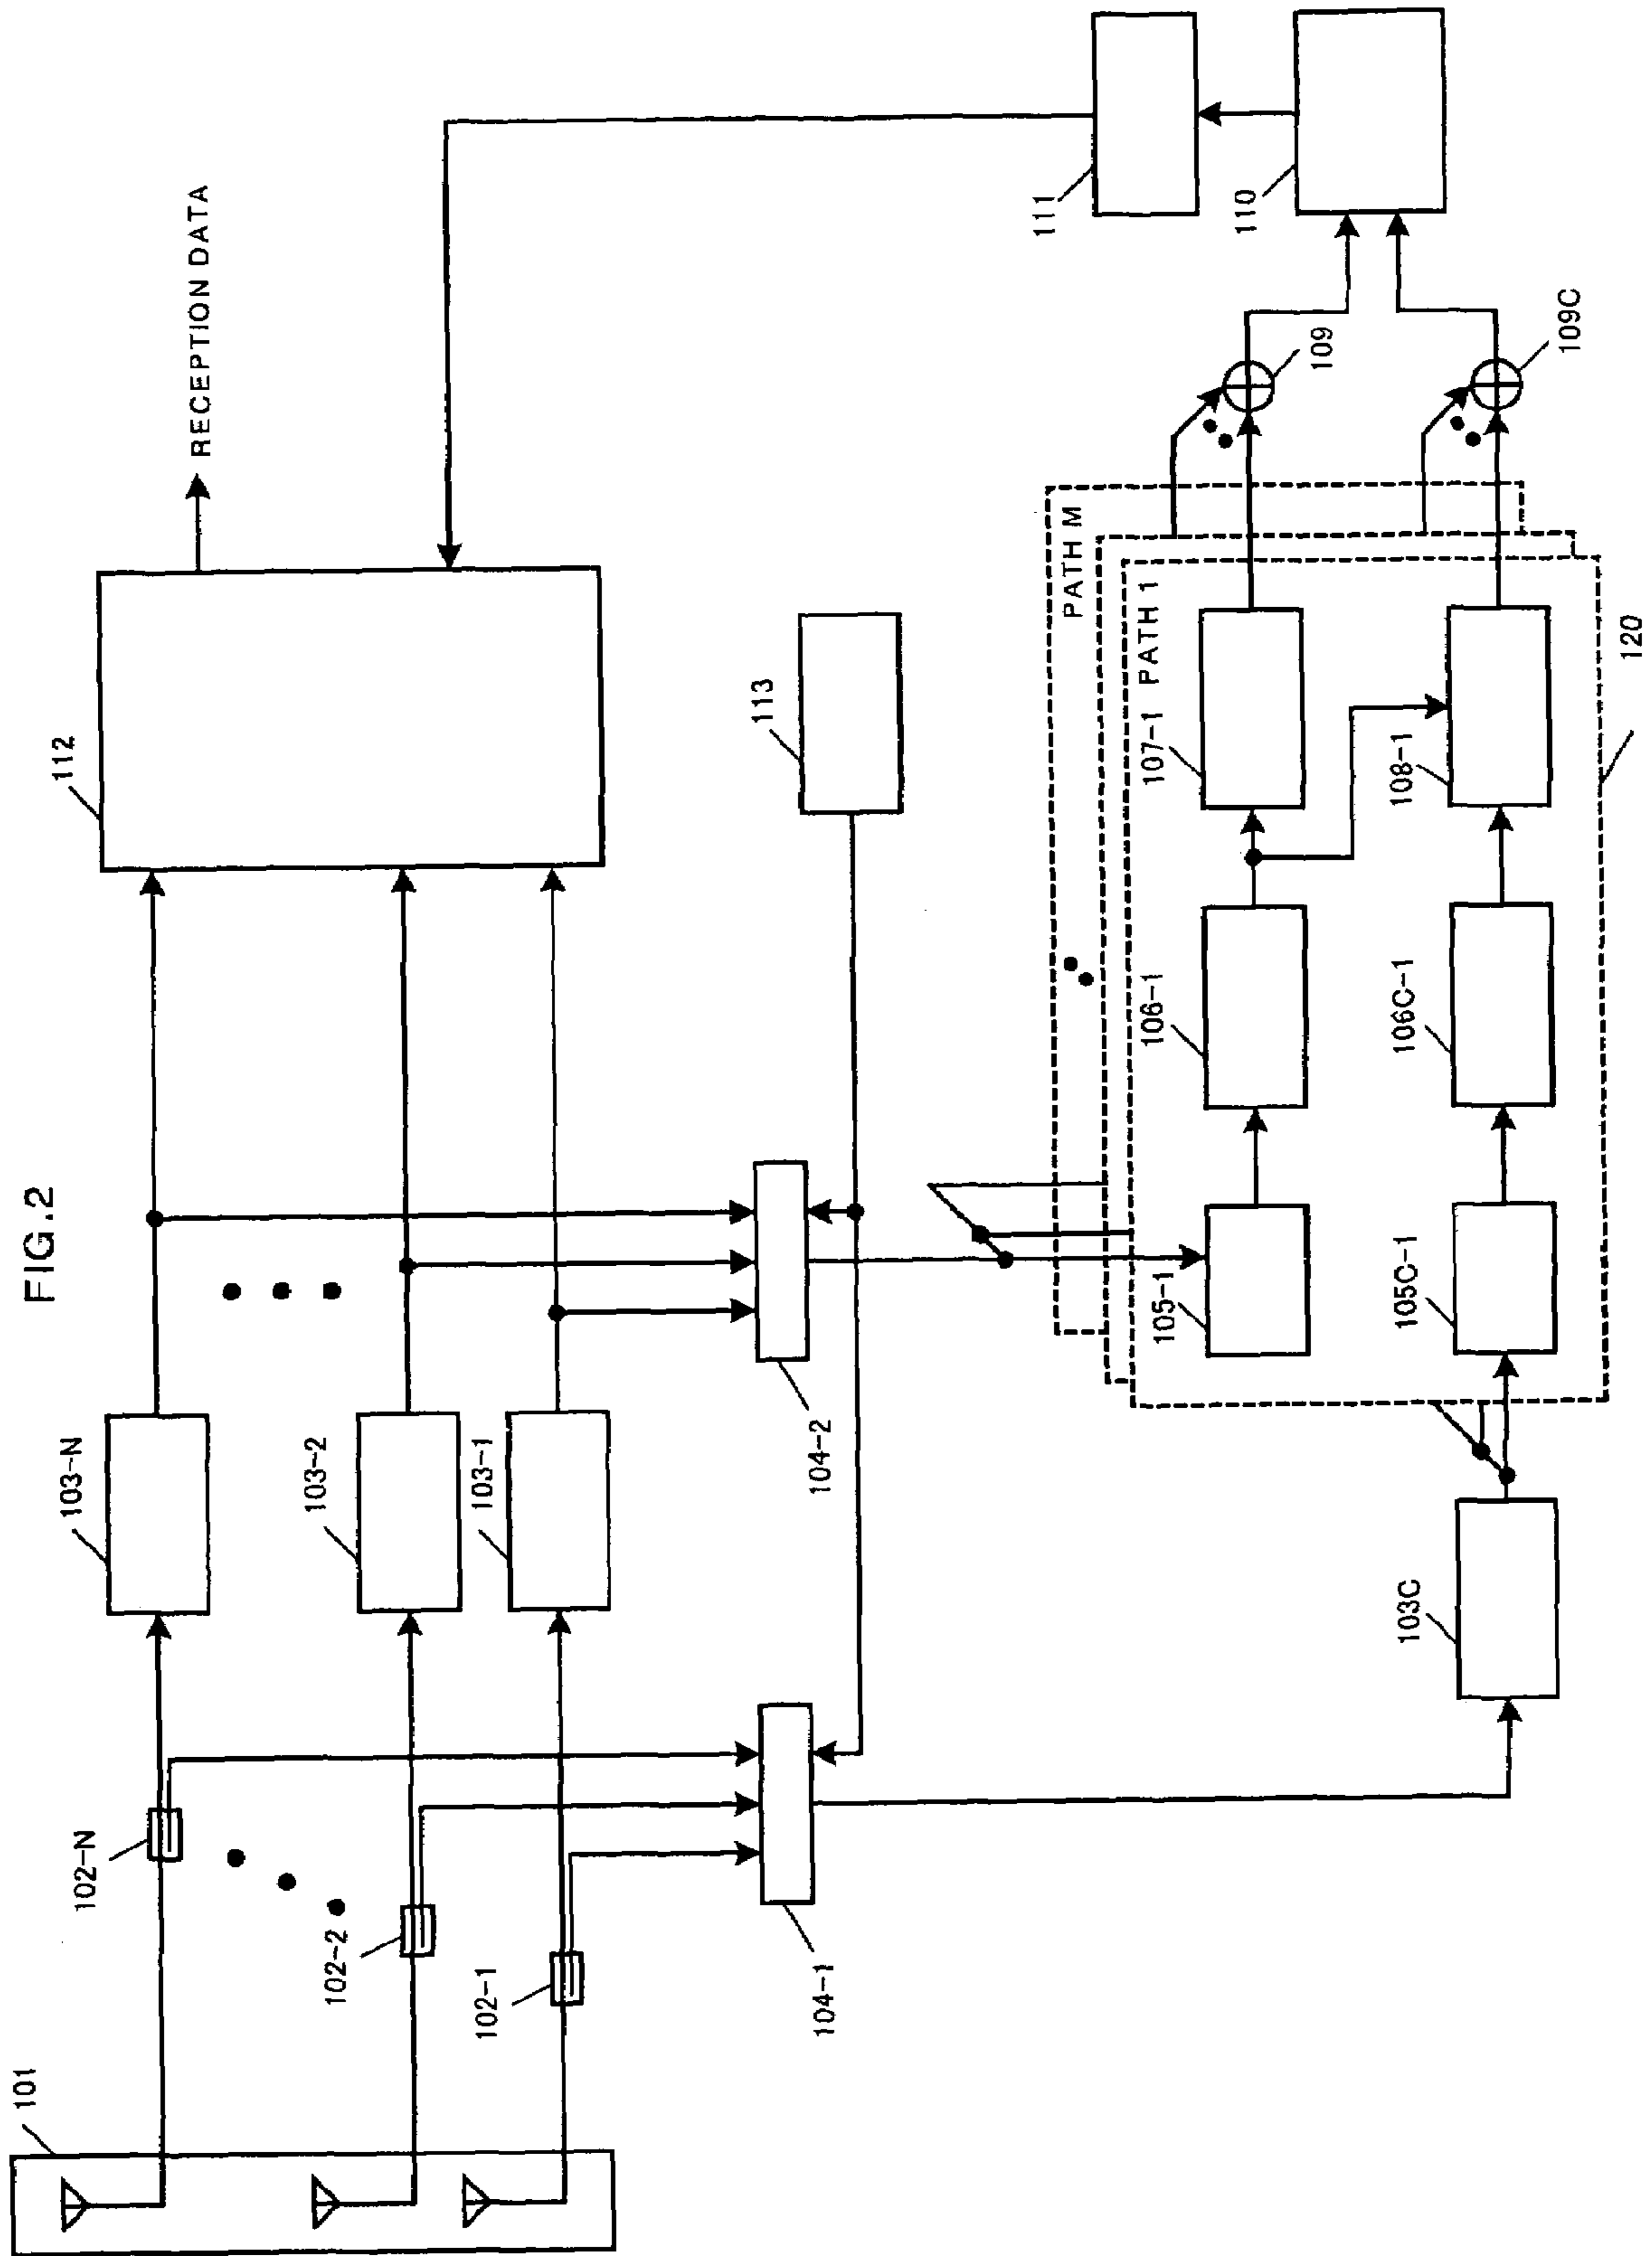 FIG.2
101
102-N
102-2
102-1
103-N
103-2
103-1
104-1
104-2
112
RECEPTION DATA
113
103C
PATH M
PATH 1
105-1
106-1
107-1
105C-1
106C-1
108-1
120
109
109C
110
111